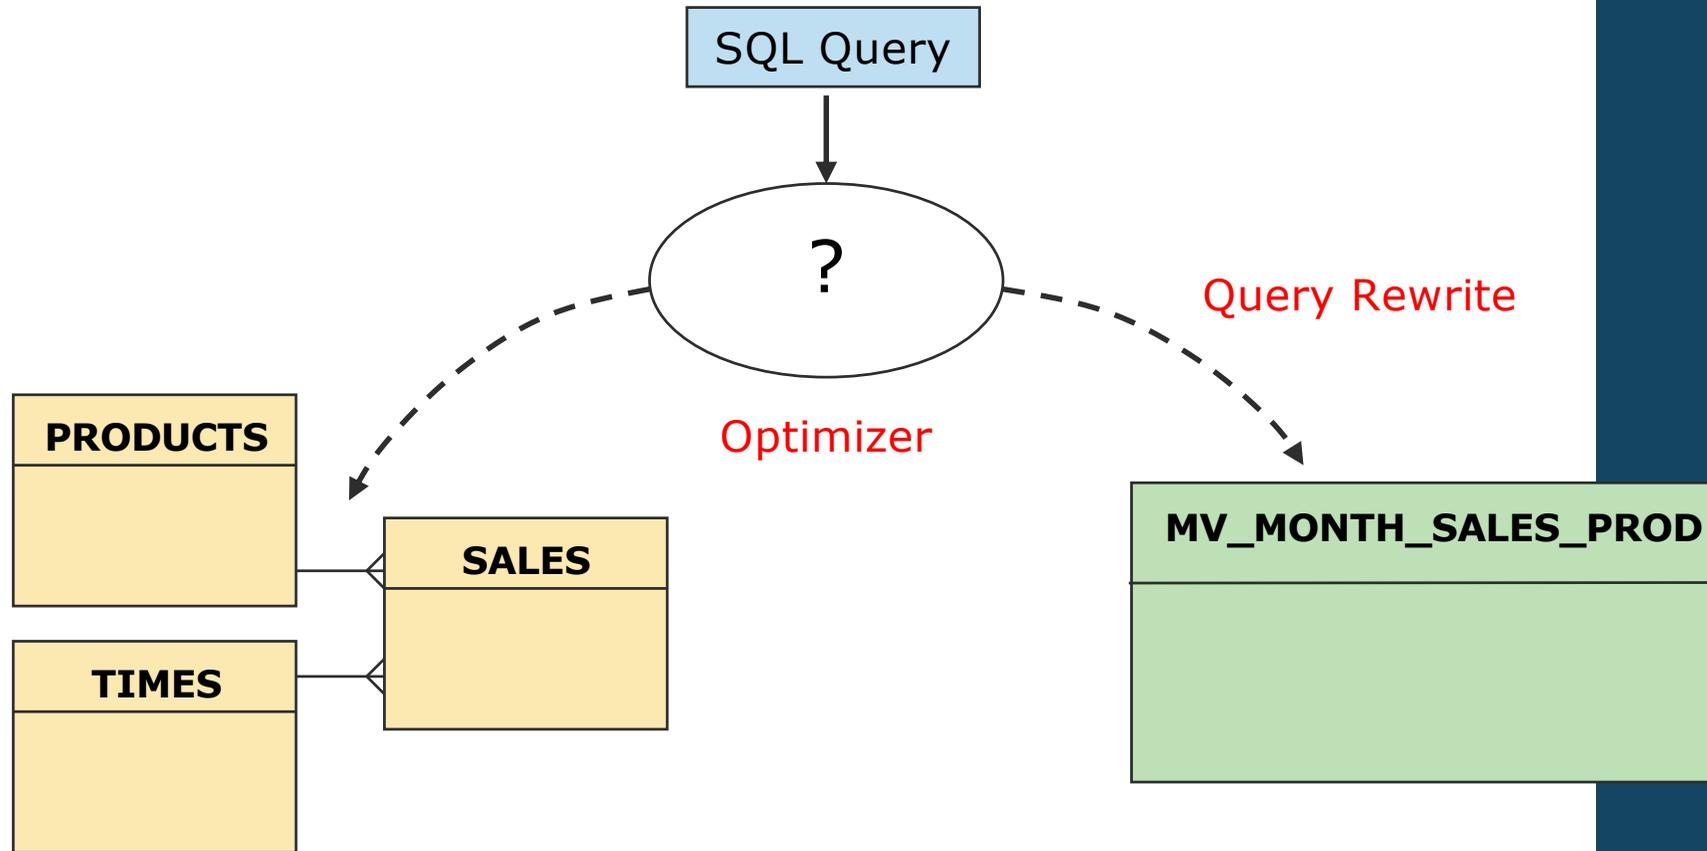 SQL Query
?
Query Rewrite
Optimizer
PRODUCTS
SALES
MV_MONTH_SALES_PROD
TIMES